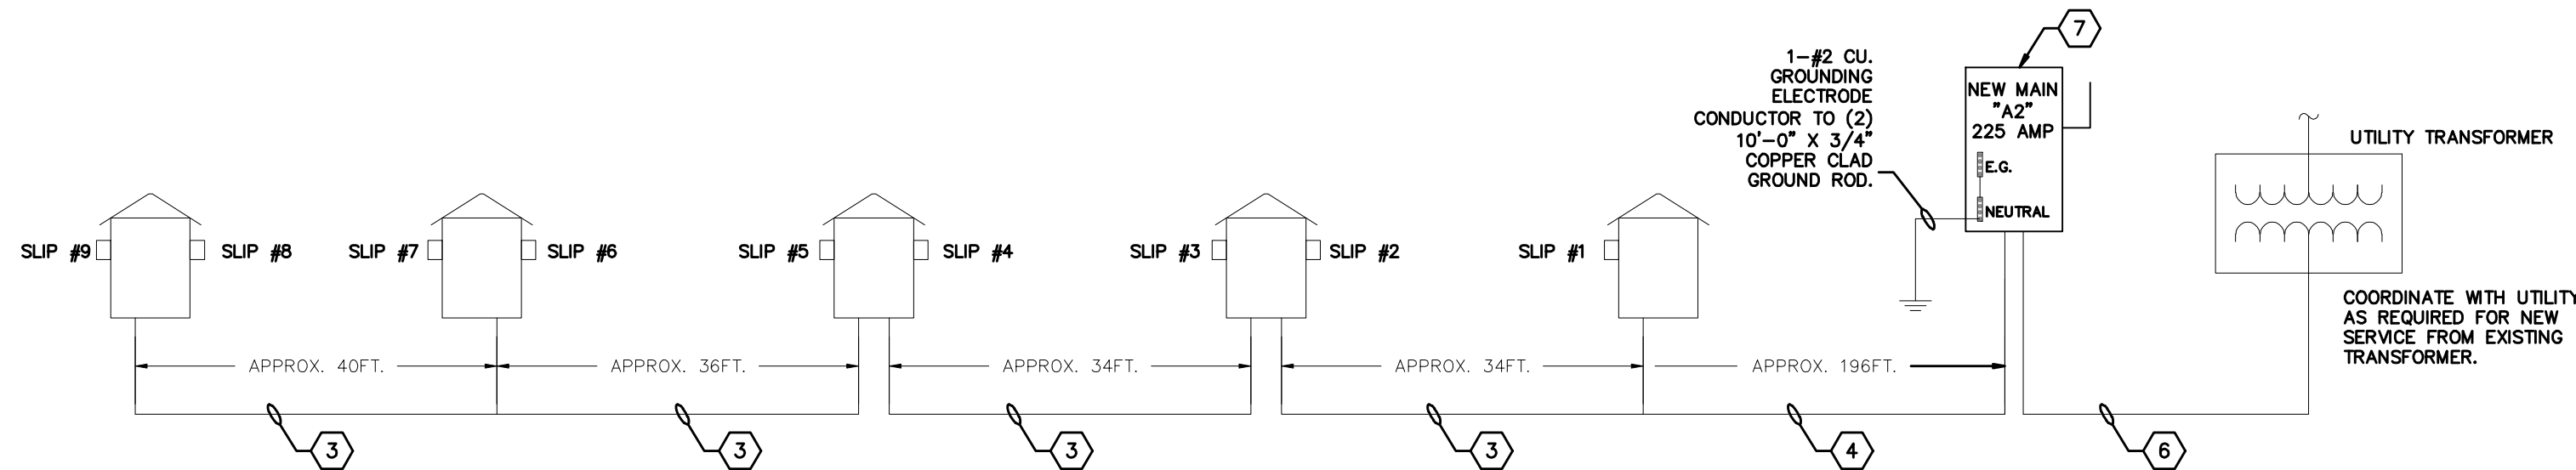 7
1-#2 CU.
GROUNDING
ELECTRODE
CONDUCTOR TO (2)
10'-0" X 3/4"
COPPER CLAD
GROUND ROD.
NEW MAIN
"A2"
225 AMP
E.G.
NEUTRAL
UTILITY TRANSFORMER
COORDINATE WITH UTILITY
AS REQUIRED FOR NEW
SERVICE FROM EXISTING
TRANSFORMER.
SLIP #9
SLIP #8
SLIP #7
SLIP #6
SLIP #5
SLIP #4
SLIP #3
SLIP #2
SLIP #1
APPROX. 40FT.
APPROX. 36FT.
APPROX. 34FT.
APPROX. 34FT.
APPROX. 196FT.
3
3
3
3
4
6